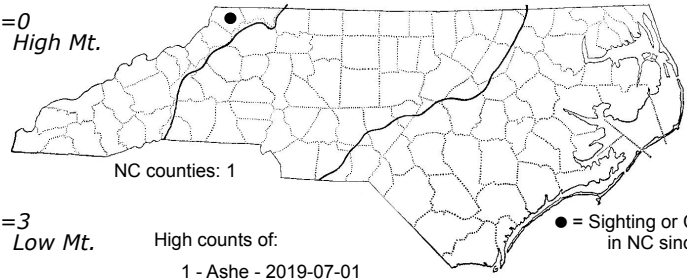 =0
High Mt.
NC counties: 1
=3
Low Mt.
High counts of:
1 - Ashe - 2019-07-01
● = Sighting or
in NC